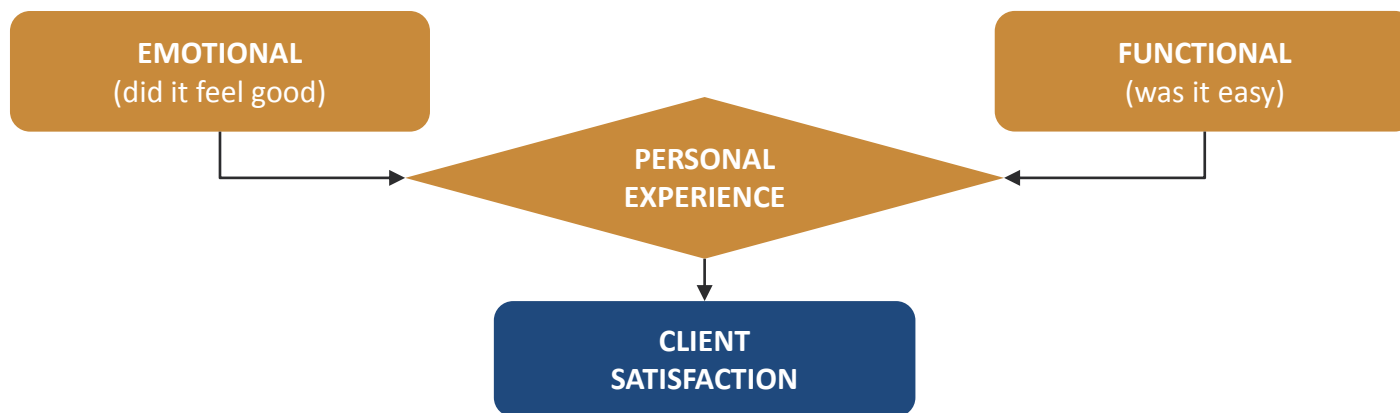 EMOTIONAL
(did it feel good)
FUNCTIONAL
(was it easy)
PERSONAL
EXPERIENCE
CLIENT
SATISFACTION